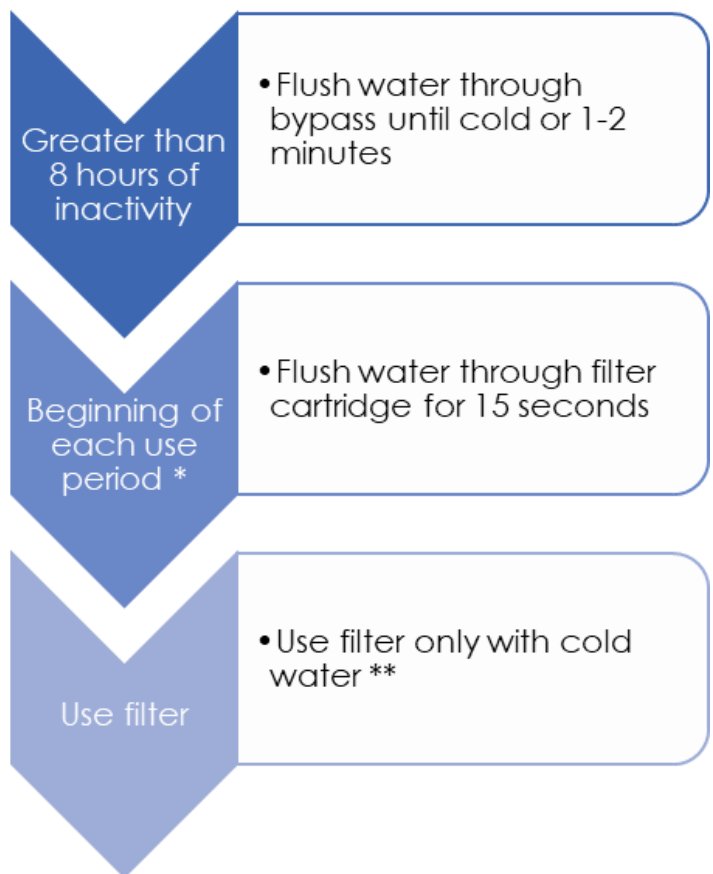 Greater than
8 hours of
inactivity
•Flush water through
bypass until cold or 1-2
minutes
Beginning of
each use
period *
•Flush water through filter
cartridge for 15 seconds
Use filter
•Use filter only with cold
water **